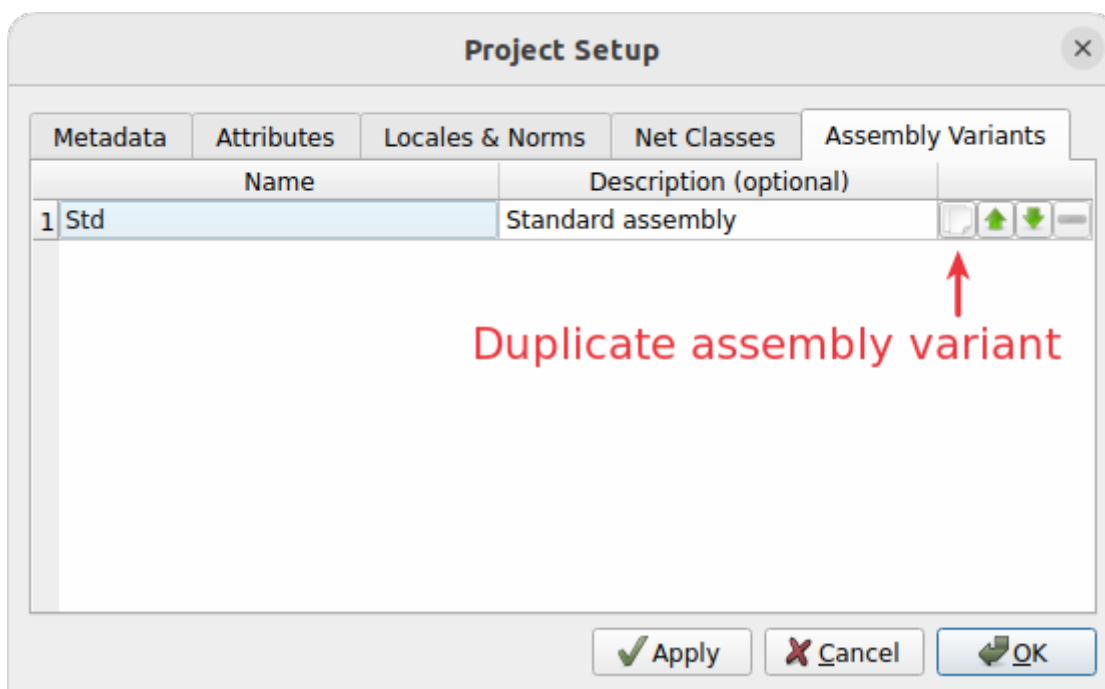 Project Setup
Metadata Attributes Locales & Norms Net Classes Assembly Variants
Name Description (optional)
1 Std Standard assembly
Duplicate assembly variant
Apply Cancel OK